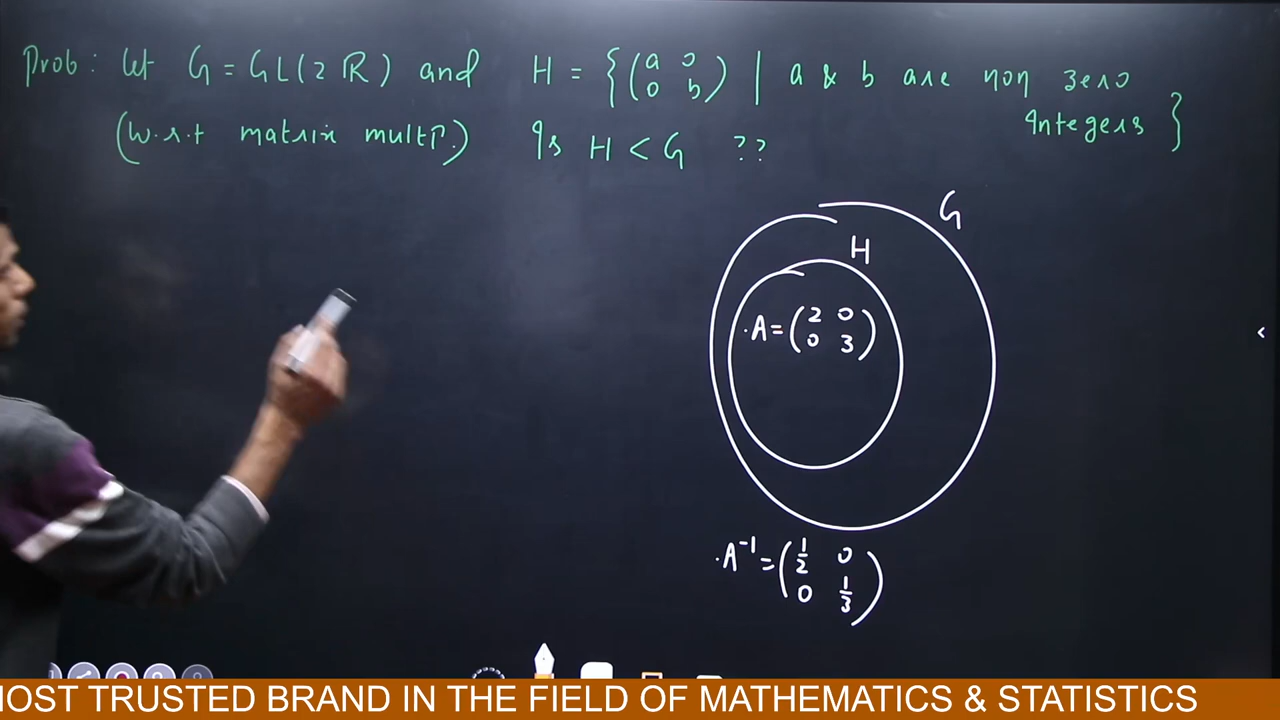 Prob: let G = GL(2 R) and H = {(a 0 0 b) | a & b are non zero Integers}
(w.r.t matrix multP.) Is H < G ??
G
H
.A = (2 0 0 3)
.A⁻¹ = (1/2 0 0 1/3)
<
MOST TRUSTED BRAND IN THE FIELD OF MATHEMATICS & STATISTICS